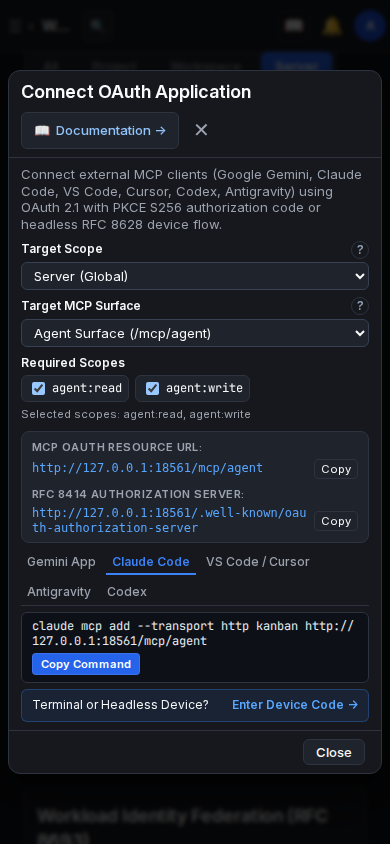 W...
Server
Connect OAuth Application
📖 Documentation →
✕
Connect external MCP clients (Google Gemini, Claude
Code, VS Code, Cursor, Codex, Antigravity) using
OAuth 2.1 with PKCE S256 authorization code or
headless RFC 8628 device flow.
Target Scope ?
Server (Global)
Target MCP Surface ?
Agent Surface (/mcp/agent)
Required Scopes
agent:read agent:write
Selected scopes: agent:read, agent:write
MCP OAUTH RESOURCE URL:
http://127.0.0.1:18561/mcp/agent Copy
RFC 8414 AUTHORIZATION SERVER:
http://127.0.0.1:18561/.well-known/oau
th-authorization-server Copy
Gemini App Claude Code VS Code / Cursor
Antigravity Codex
claude mcp add --transport http kanban http://
127.0.0.1:18561/mcp/agent
Copy Command
Terminal or Headless Device? Enter Device Code →
Close
Workload Identity Federation (RFC
8693)